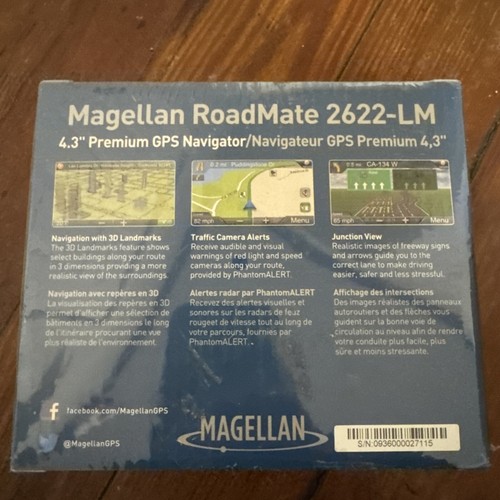 Magellan RoadMate 2622-LM
4.3" Premium GPS Navigator/Navigateur GPS Premium 4,3"
CA-134 W
Menu
Menu
Navigation with 3D Landmarks
The 3D Landmarks feature shows
select buildings along your route
in 3 dimensions providing a more
realistic view of the surroundings.
Navigation avec repères en 3D
La visualisation des repères en 3D
permet d'afficher une sélection de
bâtiments en 3 dimensions le long
de l'itinéraire procurant une vue
plus réaliste de l'environnement.
Traffic Camera Alerts
Receive audible and visual
warnings of red light and speed
cameras along your route,
provided by PhantomALERT.
Alertes radar par PhantomALERT
Recevez des alertes visuelles et
sonores sur les radars de feuz
rougeut de vitesse tout au long de
votre parcours, fournies par
PhantomALERT.
Junction View
Realistic images of freeway signs
and arrows guide you to the
correct lane to make driving
easier, safer and less stressful.
Affichage des intersections
Des images réalistes des panneaux
autoroutiers et des flèches vous
guident sur la bonne voie de
circulation, au niveau afin de rendre
votre conduite plus facile, plus
sûre et moins stressante.
f facebook.com/MagellanGPS
@MagellanGPS
MAGELLAN
S/N:0936000027115